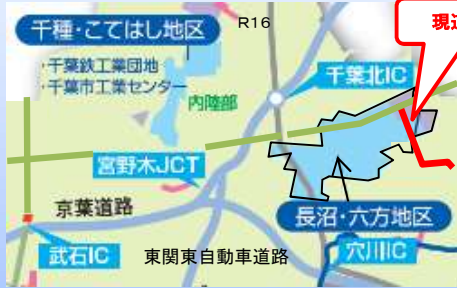 千種・こてはし地区
・千葉鉄工業団地
・千葉市工業センター
R16
現道
内陸部
千葉北IC
宮野木JCT
京葉道路
長沼・六方地区
武石IC
東関東自動車道路
穴川IC